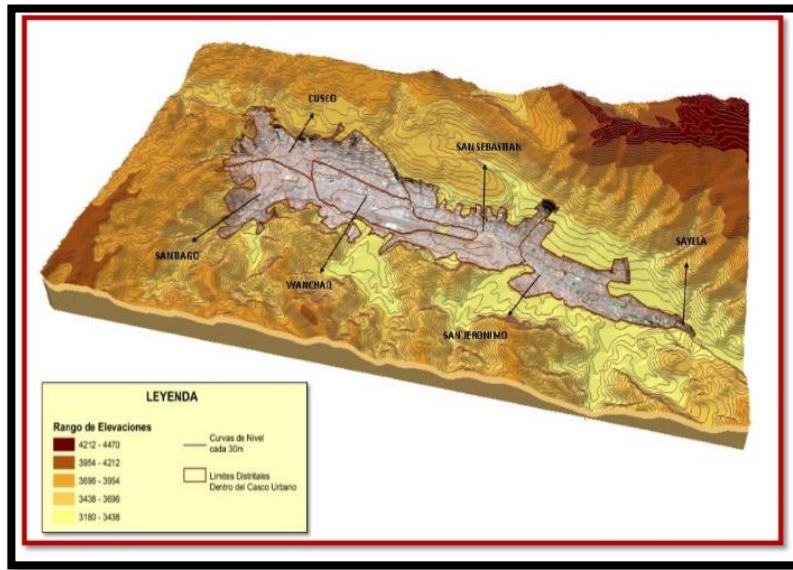 CUSCO
SAN SEBASTIAN
SAYLLA
SANTIAGO
WANCHAQ
SAN JERONIMO
LEYENDA
Rango de Elevaciones
4212 - 4470
3954 - 4212
3696 - 3954
3438 - 3696
3180 - 3438
Curvas de Nivel
cada 30m
Limites Distritales
Dentro del Casco Urbano